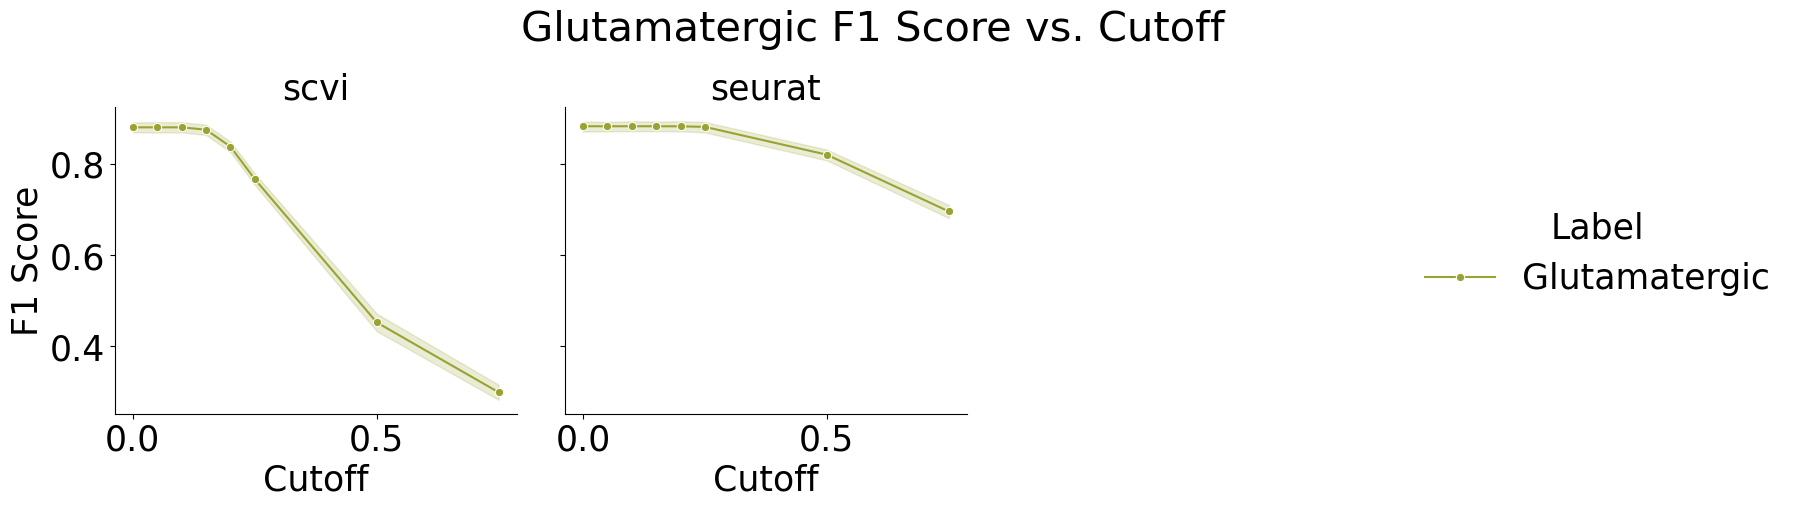 Glutamatergic F1 Score vs. Cutoff
scvi
seurat
F1 Score
0.8
0.6
0.4
0.0
0.5
Cutoff
0.0
0.5
Cutoff
Label
Glutamatergic